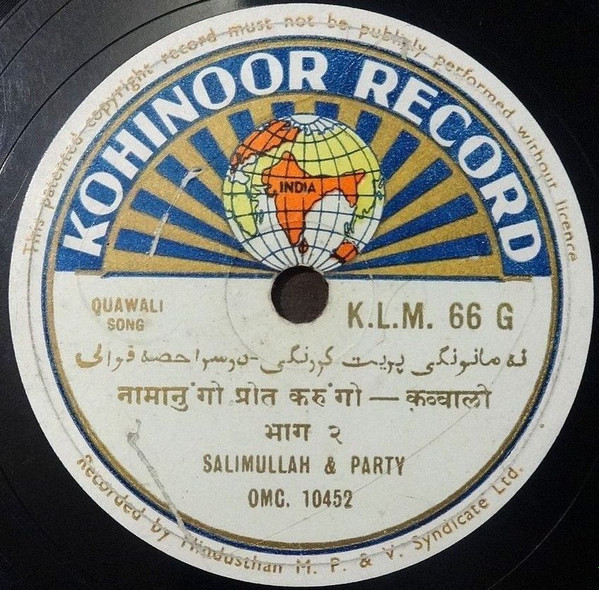 This patented copyright record must not be publicly performed without licence
KOHINOOR RECORD
INDIA
QUAWALI
SONG
K.L.M. 66 G
نہ مانونگی پریت کرونگی - دوسرا حصہ قوالی
नामानुंगो प्रीत करुंगो — क़व्वाली
भाग २
SALIMULLAH & PARTY
OMC. 10452
Recorded by Hindusthan M. P. & V. Syndicate Ltd.